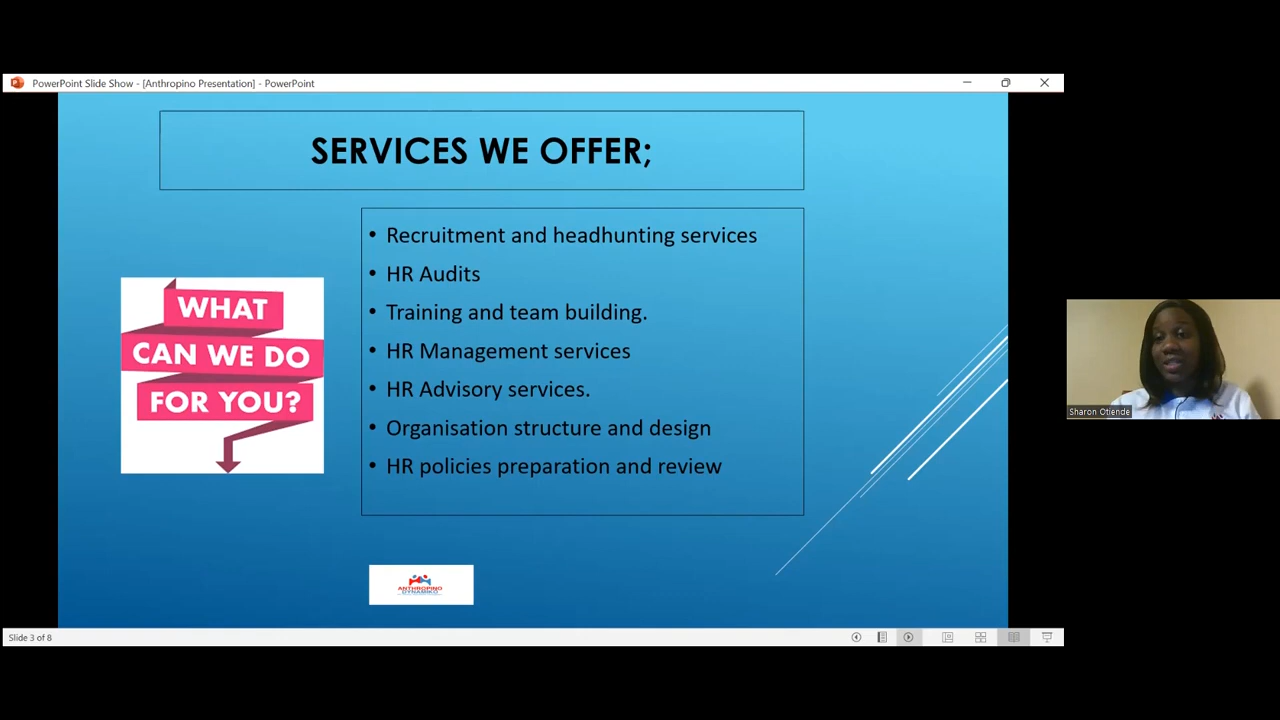 PowerPoint Slide Show - [Anthropino Presentation] - PowerPoint
SERVICES WE OFFER;
• Recruitment and headhunting services
• HR Audits
• Training and team building.
• HR Management services
• HR Advisory services.
• Organisation structure and design
• HR policies preparation and review
WHAT
CAN WE DO
FOR YOU?
ANTHROPINO
DYNAMIKO
Sharon Otiende
Slide 3 of 8